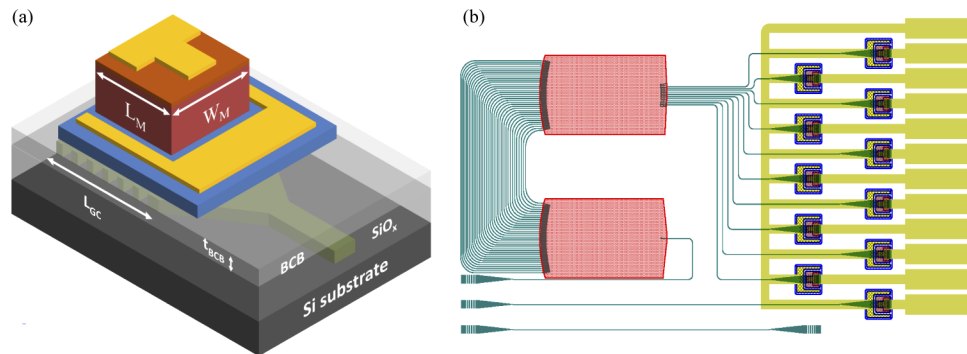 (a)
L_M
W_M
L_GC
t_BCB
BCB
SiO_x
Si substrate
(b)